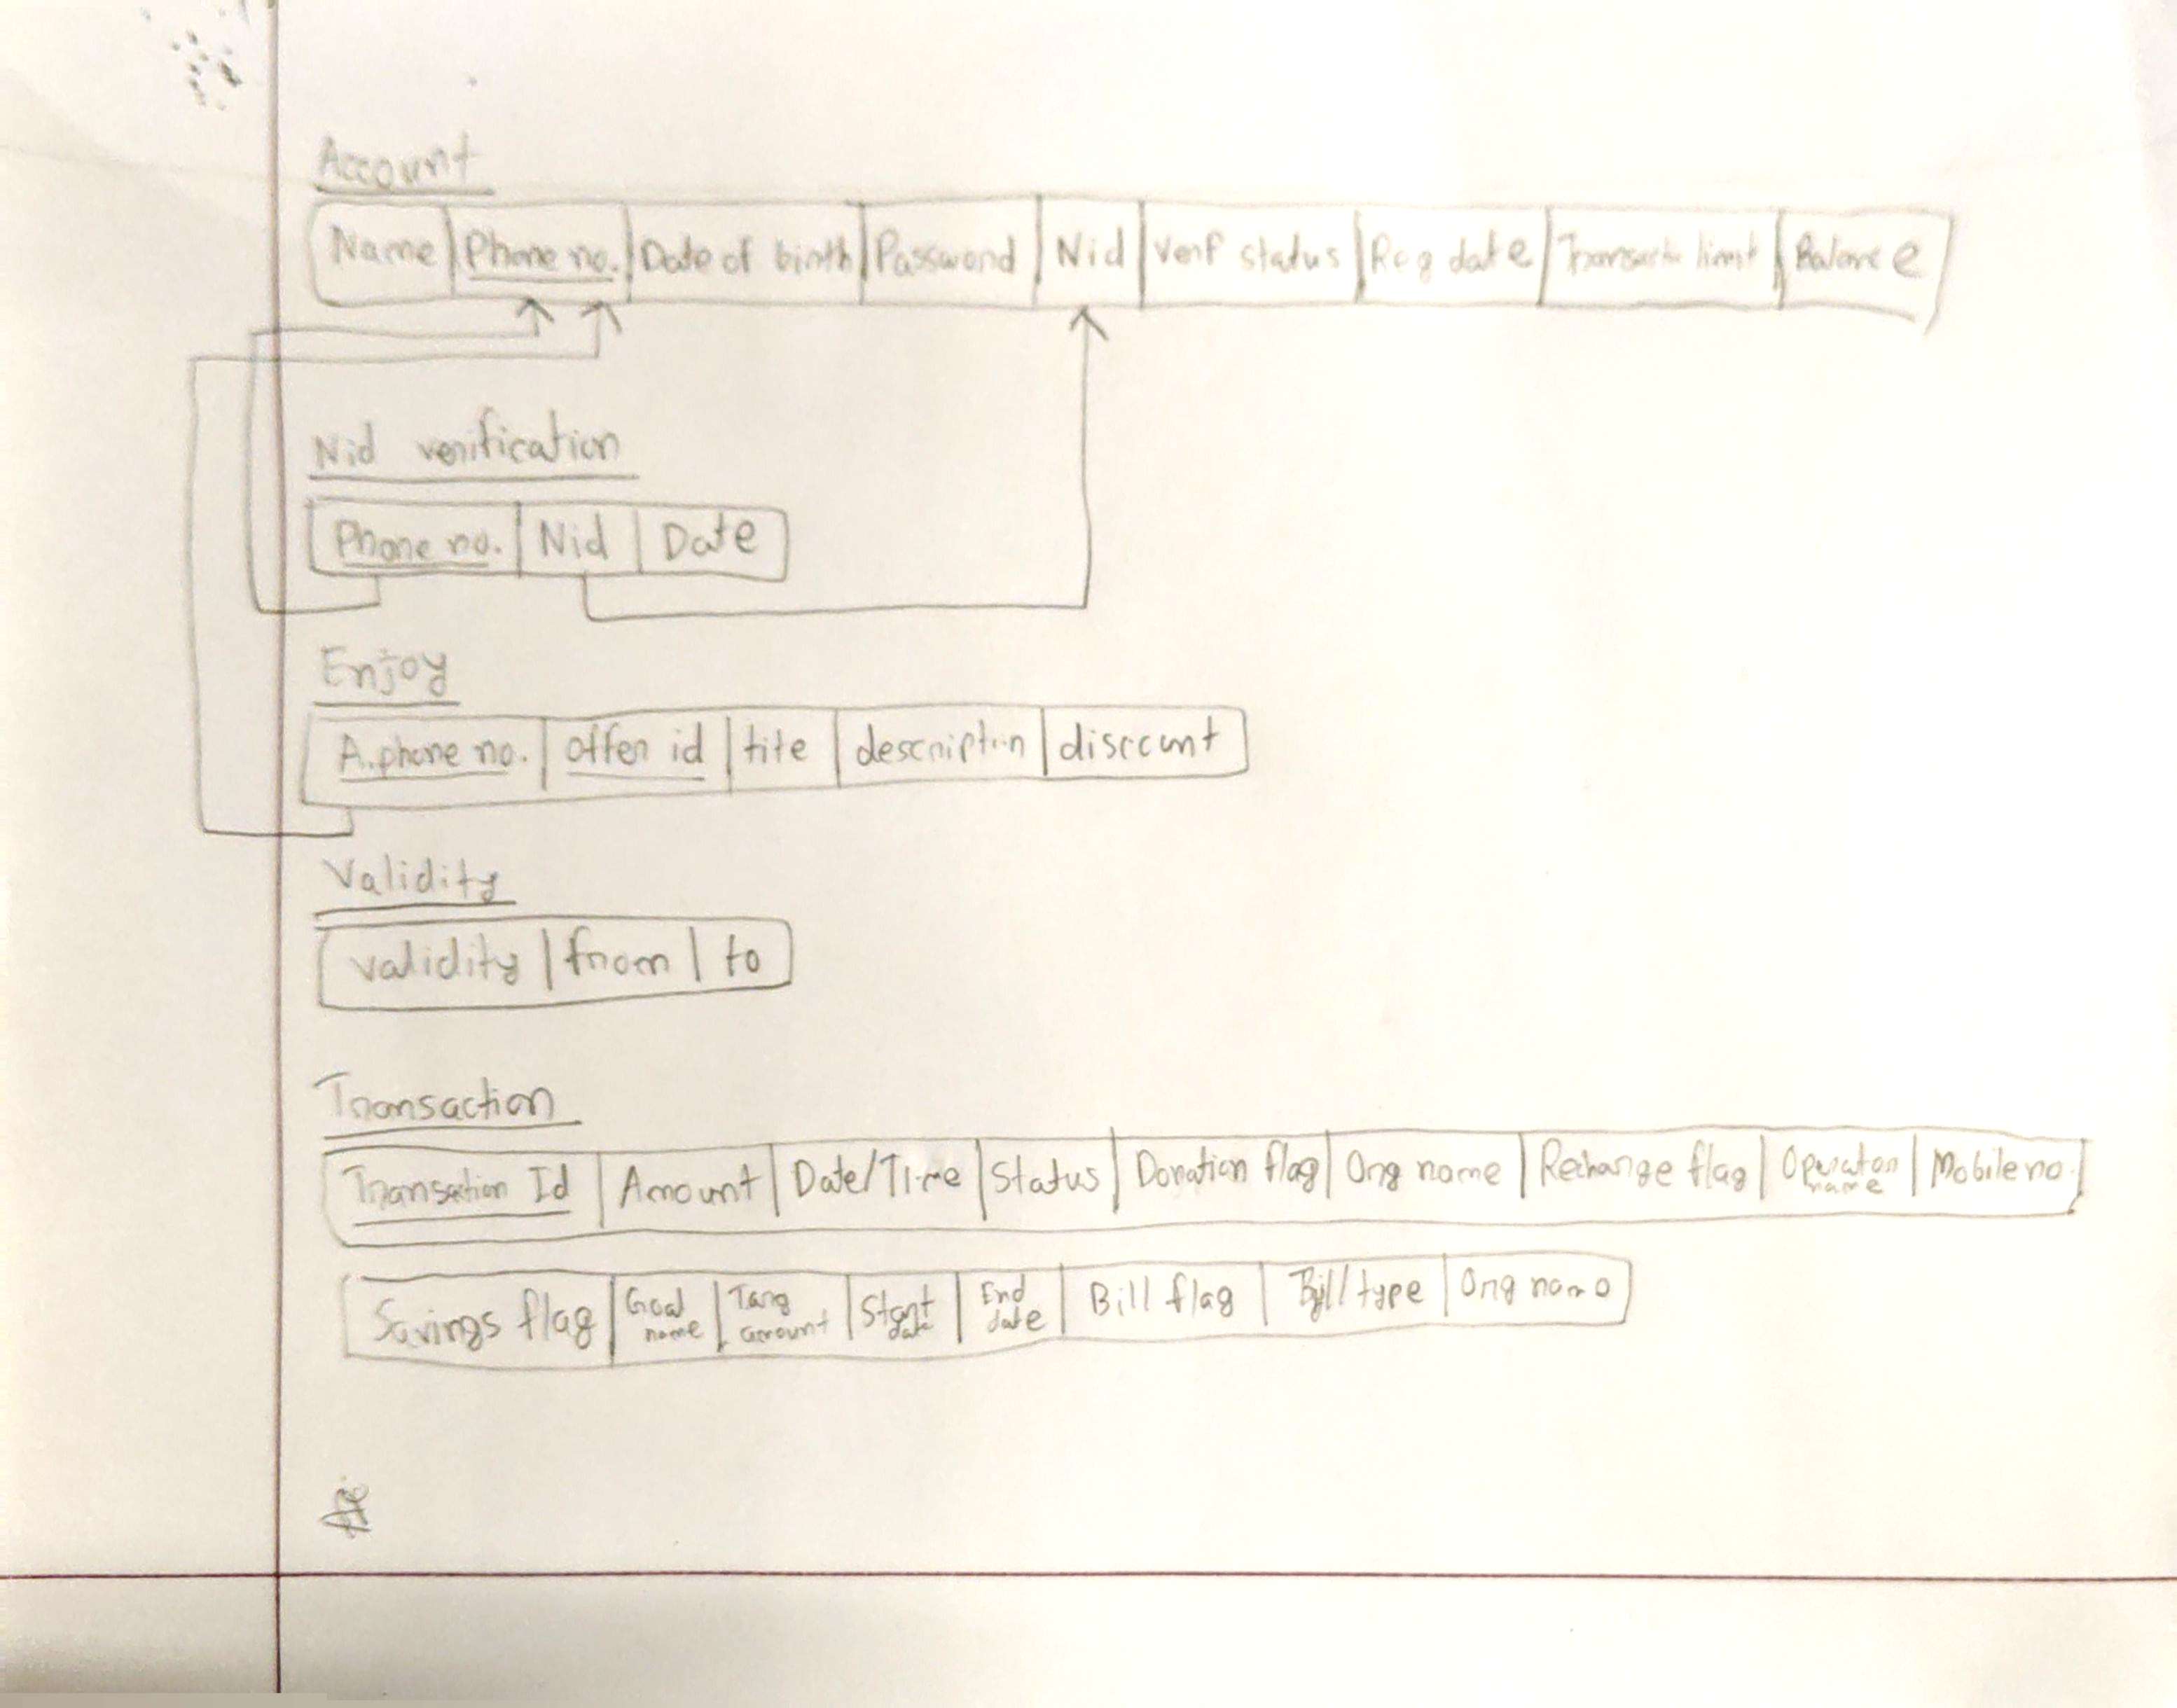 Account
Name Phone no. Date of birth Password Nid Verf status Reg date Transactn limit Balance
Nid verification
Phone no. Nid Date
Enjoy
A.phone no. offer id title description discount
Validity
validity from to
Transaction
Transaction Id Amount Date/Time Status Donation flag Org name Recharge flag Operator name Mobile no.
Savings flag Goal name Targ amount Start date End date Bill flag Bill type Org name